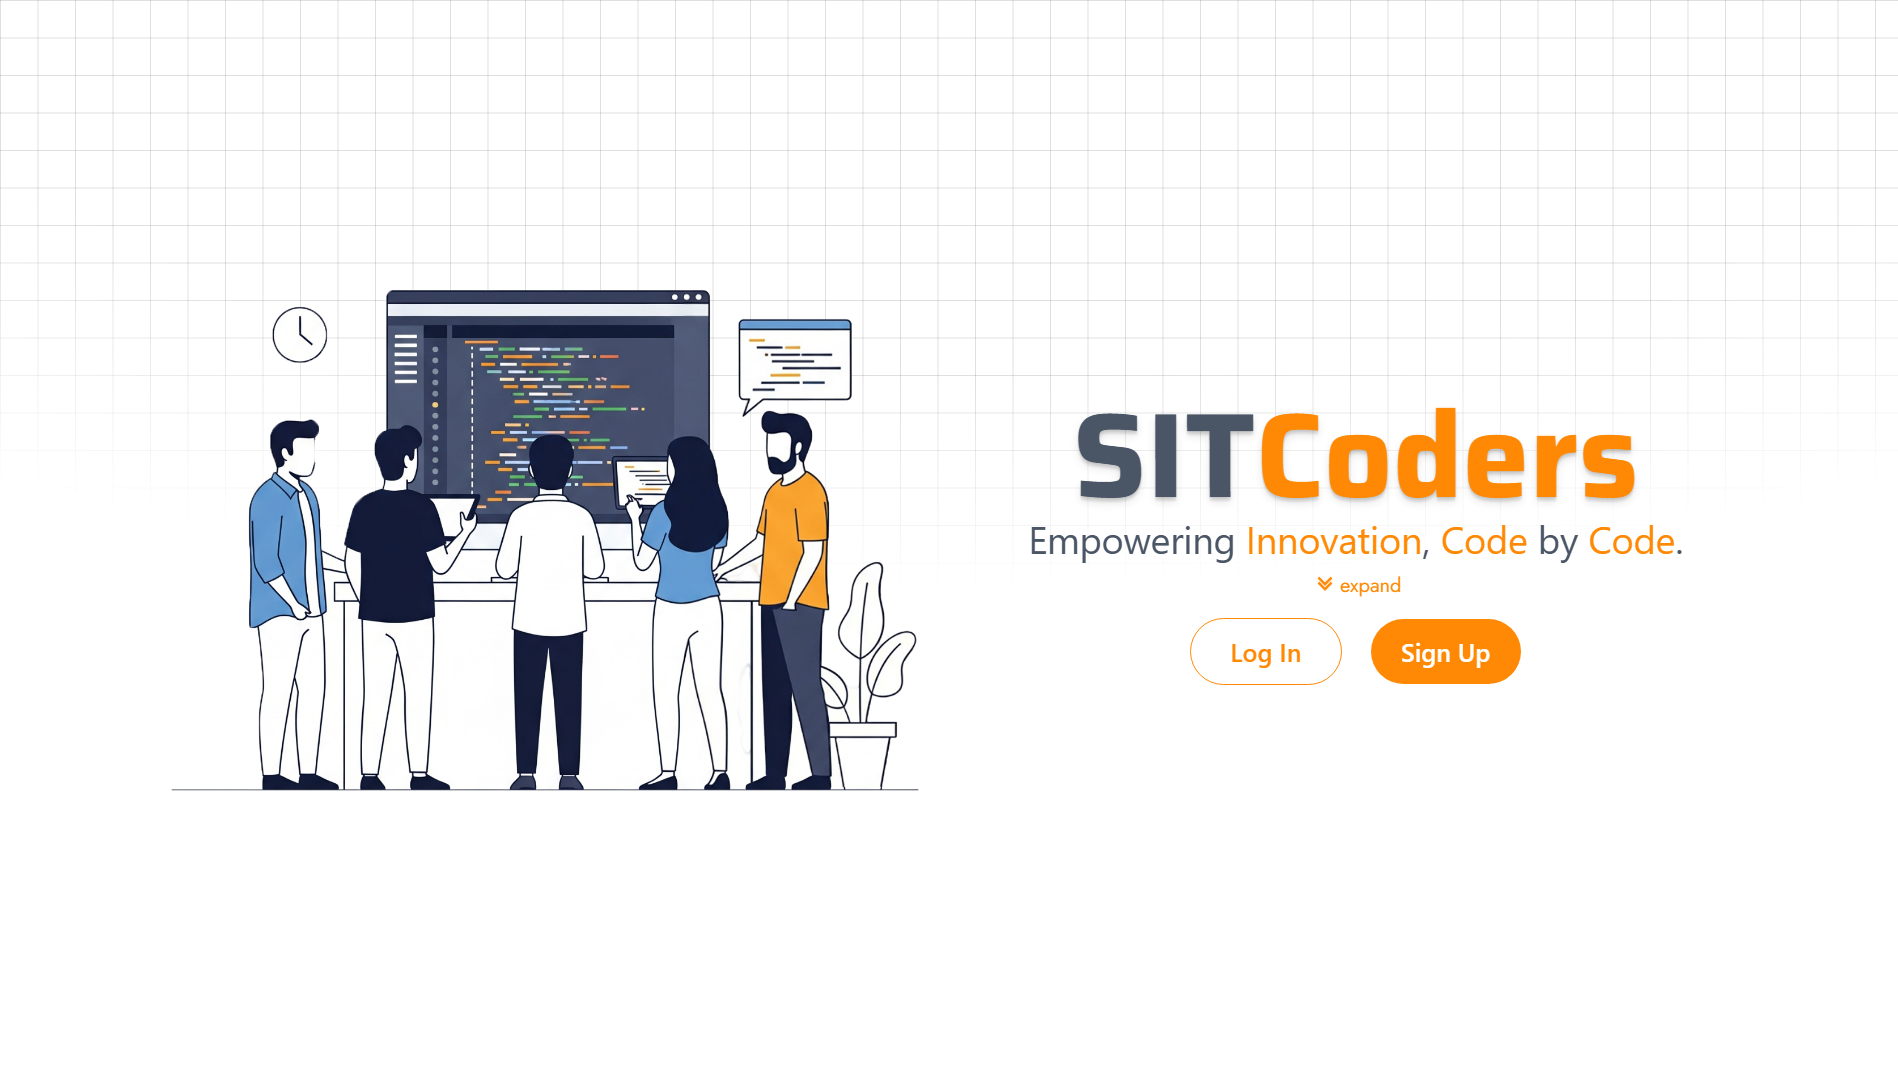 SITCoders
Empowering Innovation, Code by Code.
expand
Log In
Sign Up